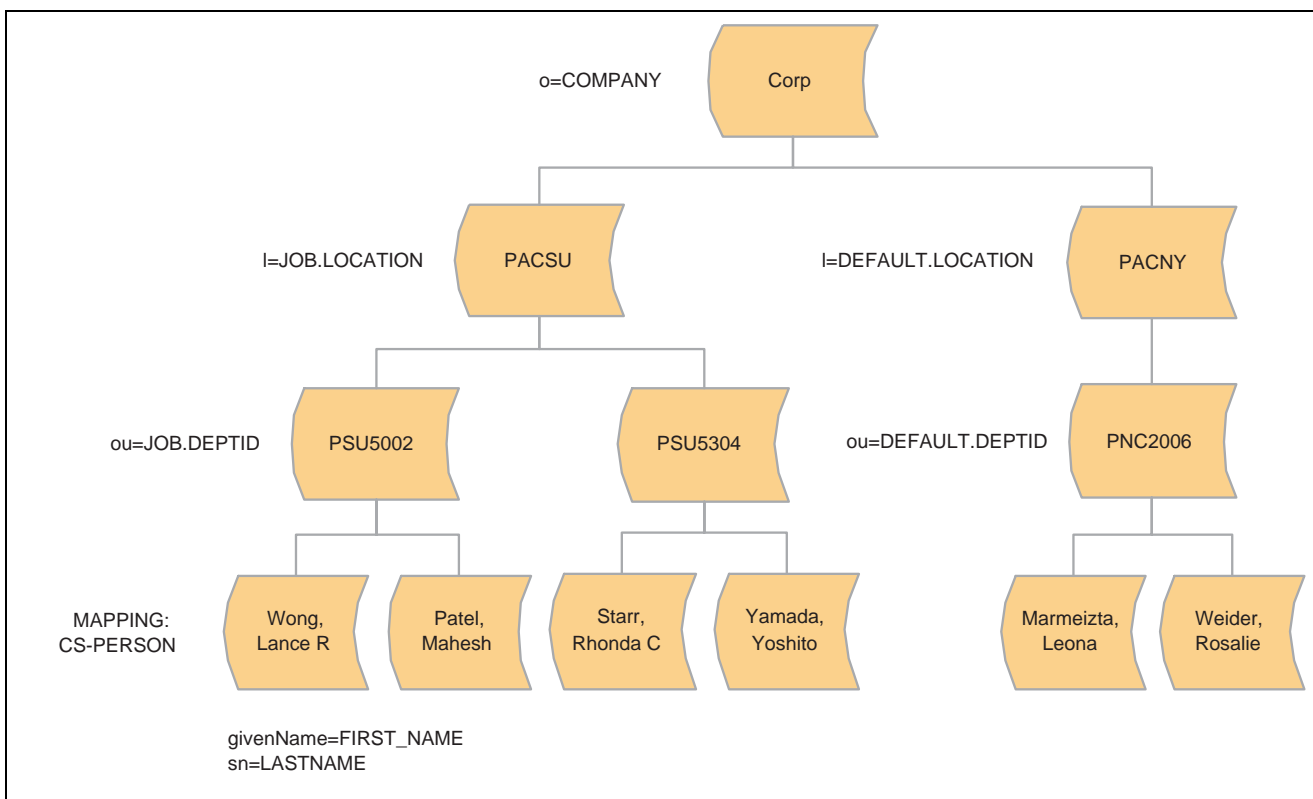 o=COMPANY
Corp
l=JOB.LOCATION
PACSU
l=DEFAULT.LOCATION
PACNY
ou=JOB.DEPTID
PSU5002
PSU5304
ou=DEFAULT.DEPTID
PNC2006
MAPPING:
CS-PERSON
Wong,
Lance R
Patel,
Mahesh
Starr,
Rhonda C
Yamada,
Yoshito
Marmeizta,
Leona
Weider,
Rosalie
givenName=FIRST_NAME
sn=LASTNAME